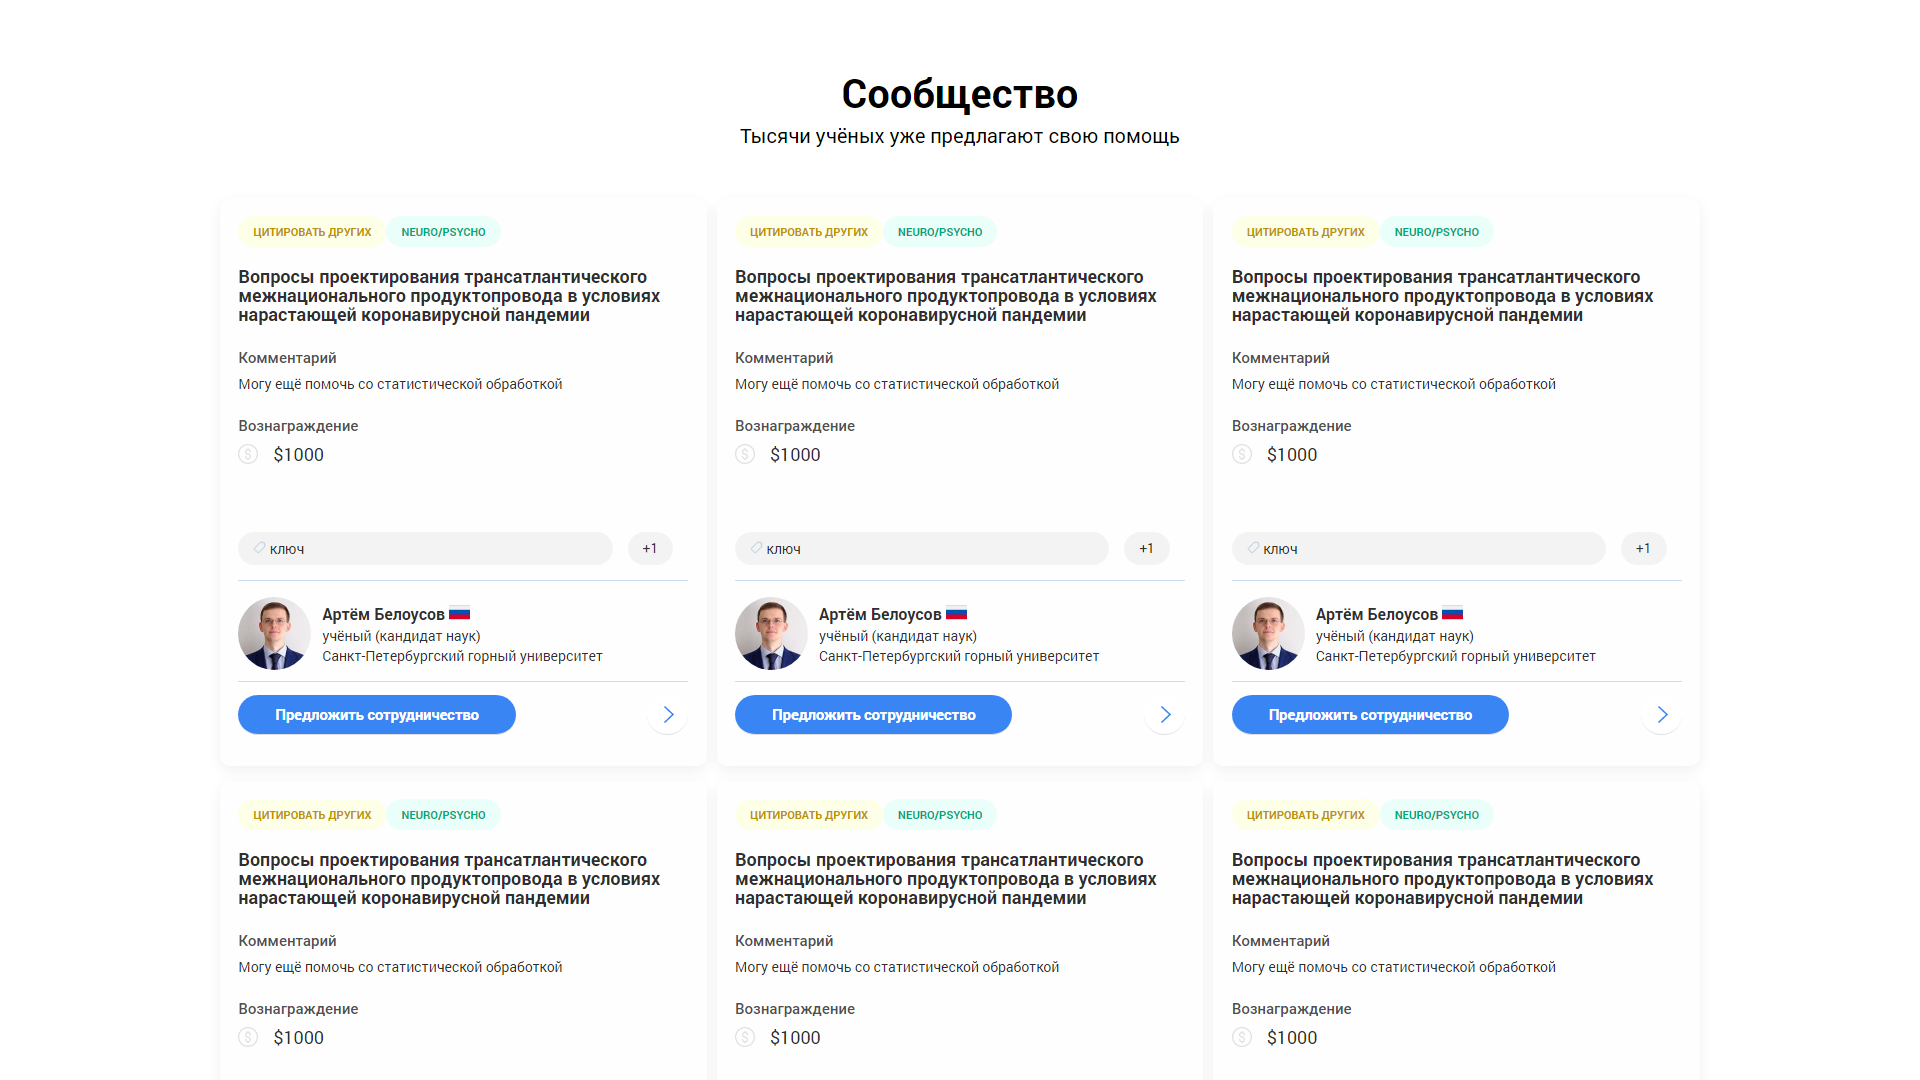 Сообщество
Тысячи учёных уже предлагают свою помощь
ЦИТИРОВАТЬ ДРУГИХ
NEURO/PSYCHO
Вопросы проектирования трансатлантического
межнационального продуктопровода в условиях
нарастающей коронавирусной пандемии
Комментарий
Могу ещё помочь со статистической обработкой
Вознаграждение
$1000
ключ
+1
Артём Белоусов
учёный (кандидат наук)
Санкт-Петербургский горный университет
Предложить сотрудничество
ЦИТИРОВАТЬ ДРУГИХ
NEURO/PSYCHO
Вопросы проектирования трансатлантического
межнационального продуктопровода в условиях
нарастающей коронавирусной пандемии
Комментарий
Могу ещё помочь со статистической обработкой
Вознаграждение
$1000
ключ
+1
Артём Белоусов
учёный (кандидат наук)
Санкт-Петербургский горный университет
Предложить сотрудничество
ЦИТИРОВАТЬ ДРУГИХ
NEURO/PSYCHO
Вопросы проектирования трансатлантического
межнационального продуктопровода в условиях
нарастающей коронавирусной пандемии
Комментарий
Могу ещё помочь со статистической обработкой
Вознаграждение
$1000
ключ
+1
Артём Белоусов
учёный (кандидат наук)
Санкт-Петербургский горный университет
Предложить сотрудничество
ЦИТИРОВАТЬ ДРУГИХ
NEURO/PSYCHO
Вопросы проектирования трансатлантического
межнационального продуктопровода в условиях
нарастающей коронавирусной пандемии
Комментарий
Могу ещё помочь со статистической обработкой
Вознаграждение
$1000
ЦИТИРОВАТЬ ДРУГИХ
NEURO/PSYCHO
Вопросы проектирования трансатлантического
межнационального продуктопровода в условиях
нарастающей коронавирусной пандемии
Комментарий
Могу ещё помочь со статистической обработкой
Вознаграждение
$1000
ЦИТИРОВАТЬ ДРУГИХ
NEURO/PSYCHO
Вопросы проектирования трансатлантического
межнационального продуктопровода в условиях
нарастающей коронавирусной пандемии
Комментарий
Могу ещё помочь со статистической обработкой
Вознаграждение
$1000